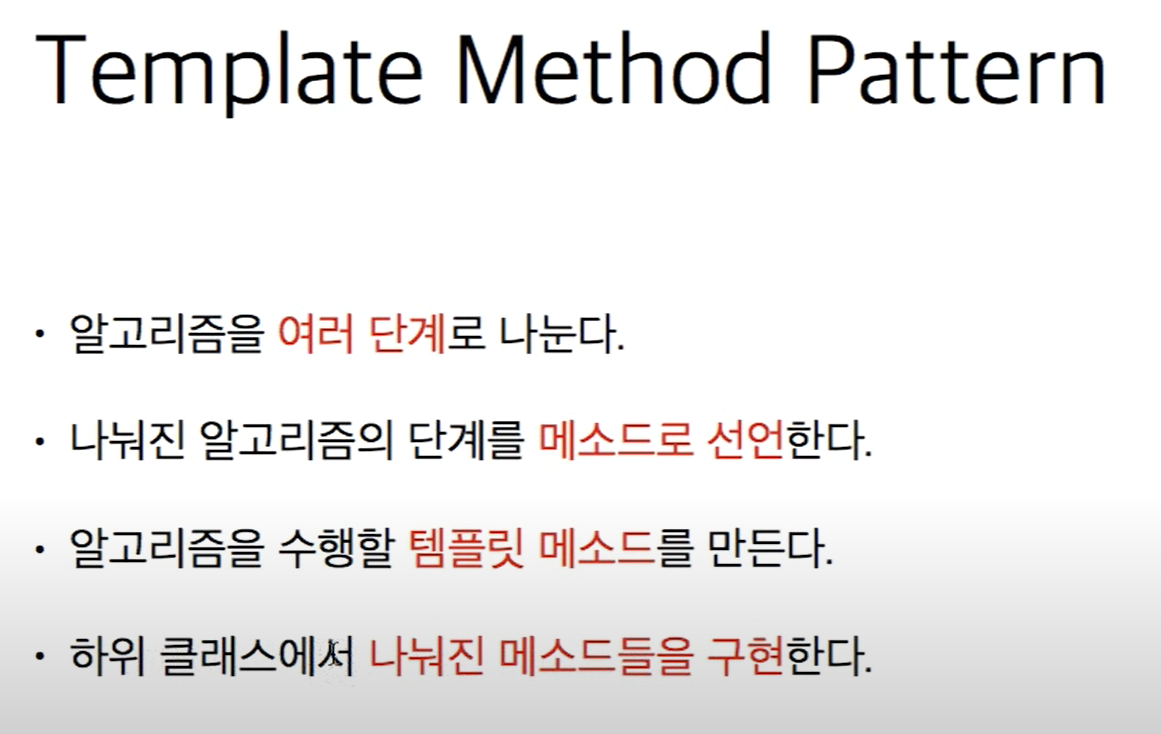 Template Method Pattern
• 알고리즘을 여러 단계로 나눈다.
• 나눠진 알고리즘의 단계를 메소드로 선언한다.
• 알고리즘을 수행할 템플릿 메소드를 만든다.
• 하위 클래스에서 나눠진 메소드들을 구현한다.